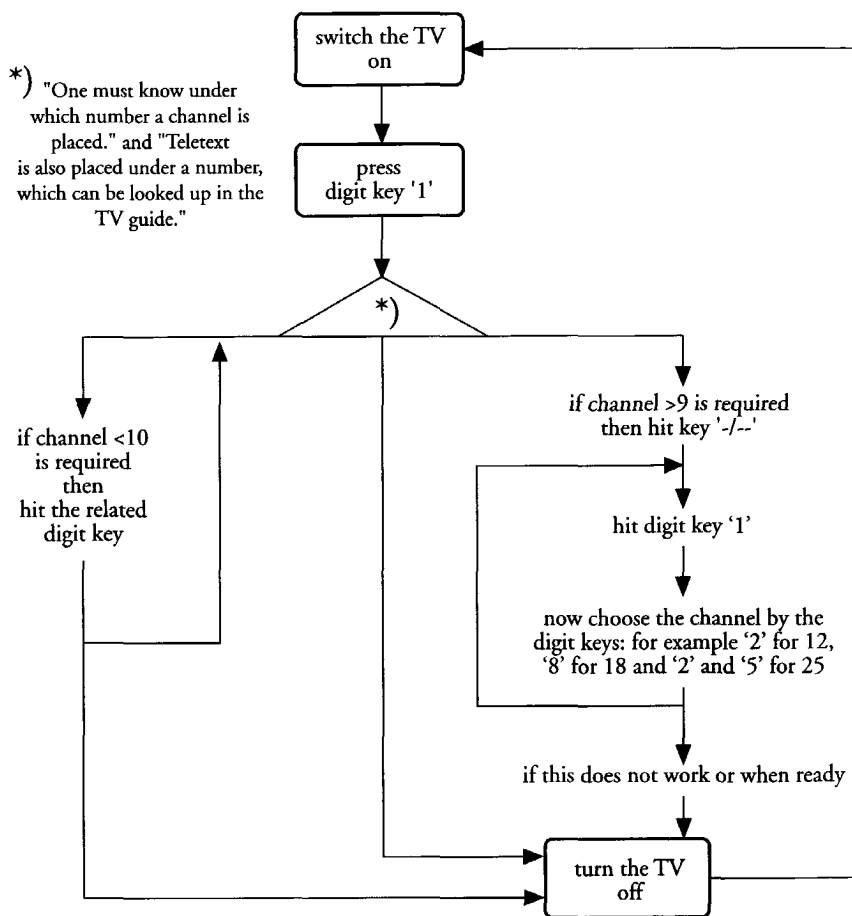 switch the TV
on
*) "One must know under
which number a channel is
placed." and "Teletext
is also placed under a number,
which can be looked up in the
TV guide."
press
digit key '1'
*)
if channel <10
is required
then
hit the related
digit key
if channel >9 is required
then hit key '-/--'
hit digit key ‘1’
now choose the channel by the
digit keys: for example ‘2’ for 12,
‘8’ for 18 and ‘2’ and ‘5’ for 25
if this does not work or when ready
turn the TV
off